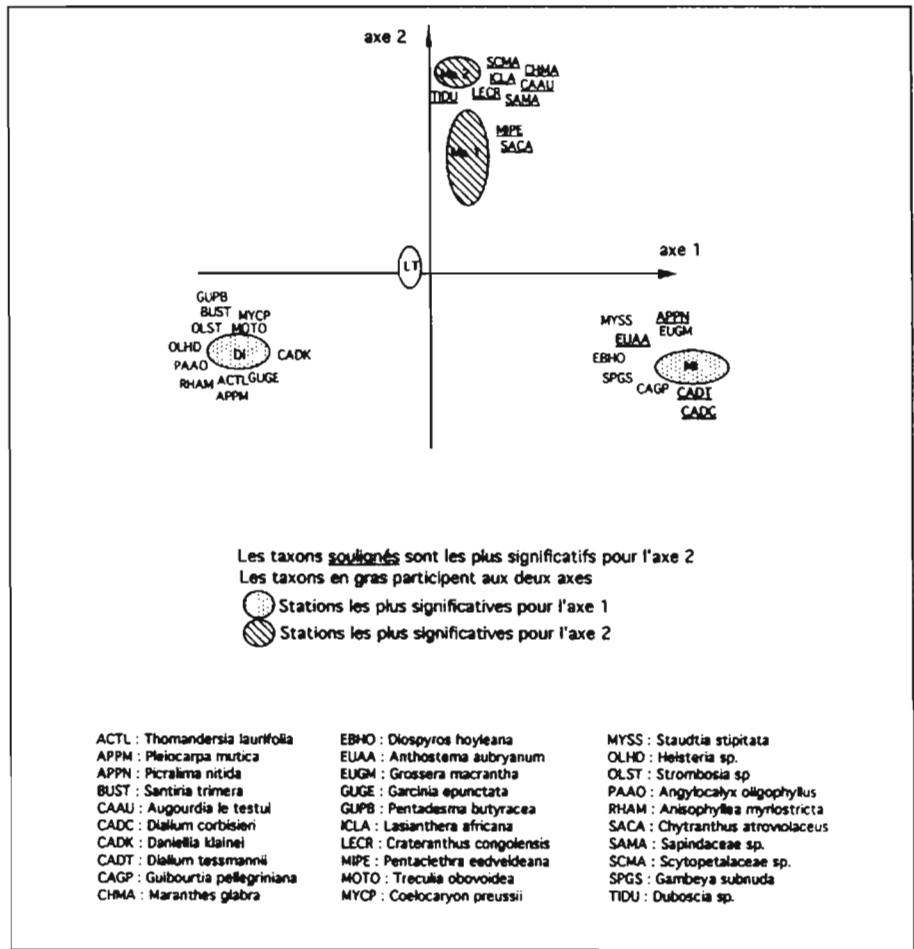 axe 2
SCMA
CHMA
ICLA
CAAU
TIDU
LECR
SAMA
MIPE
SACA
axe 1
LT
GUPB
BUST
MYCP
OLST
MOTO
OLHD
DI
CADK
PAAO
RHAM
ACTL
GUGE
APPM
MYSS
APPN
EUAA
EUGM
EBHO
SPGS
CAGP
CADT
CADC
Les taxons soulignés sont les plus significatifs pour l'axe 2
Les taxons en gras participent aux deux axes
Stations les plus significatives pour l'axe 1
Stations les plus significatives pour l'axe 2
ACTL : Thomandersia laurifolia
APPM : Pleiocarpa mutica
APPN : Picralima nitida
BUST : Santiria trimera
CAAU : Augourdia le testui
CADC : Dialium corbisieri
CADK : Daniellia klainei
CADT : Dialium tessmannii
CAGP : Guibourtia pellegriniana
CHMA : Maranthes glabra
EBHO : Diospyros hoyleana
EUAA : Anthostema aubryanum
EUGM : Grossera macrantha
GUGE : Garcinia epunctata
GUPB : Pentadesma butyracea
ICLA : Lasianthera africana
LECR : Crateranthus congolensis
MIPE : Pentaclethra eedveldeana
MOTO : Treculia obovoidea
MYCP : Coelocaryon preussii
MYSS : Staudtia stipitata
OLHO : Heisteria sp.
OLST : Strombosia sp
PAAO : Angylocalyx oligophyllus
RHAM : Anisophyllea myriostricta
SACA : Chytranthus atroviolaceus
SAMA : Sapindaceae sp.
SCMA : Scytopetalaceae sp.
SPGS : Gambeya subnuda
TIDU : Duboscia sp.